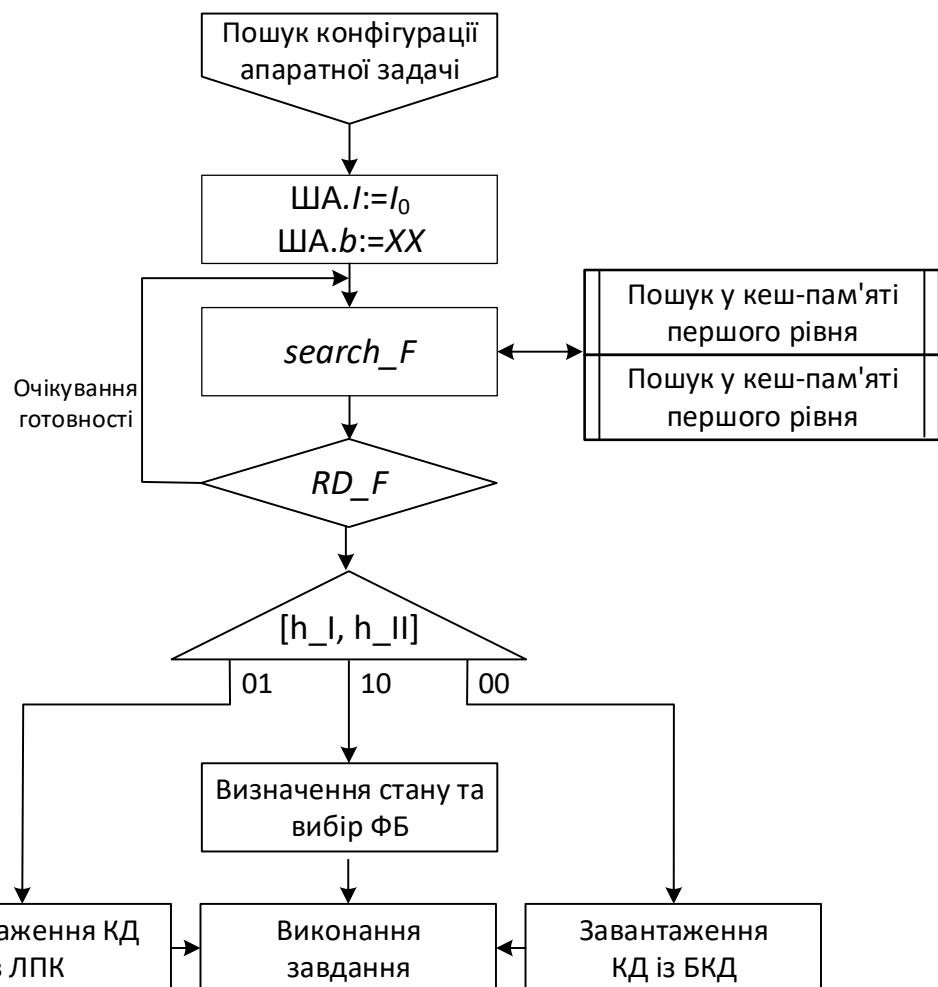 Пошук конфігурації
апаратної задачі
ША.I:=I₀
ША.b:=XX
search_F
Пошук у кеш-пам'яті
першого рівня
Пошук у кеш-пам'яті
першого рівня
Очікування
готовності
RD_F
[h_I, h_II]
01
10
00
Визначення стану та
вибір ФБ
КД
ЛПК
Виконання
завдання
Завантаження
КД із БКД